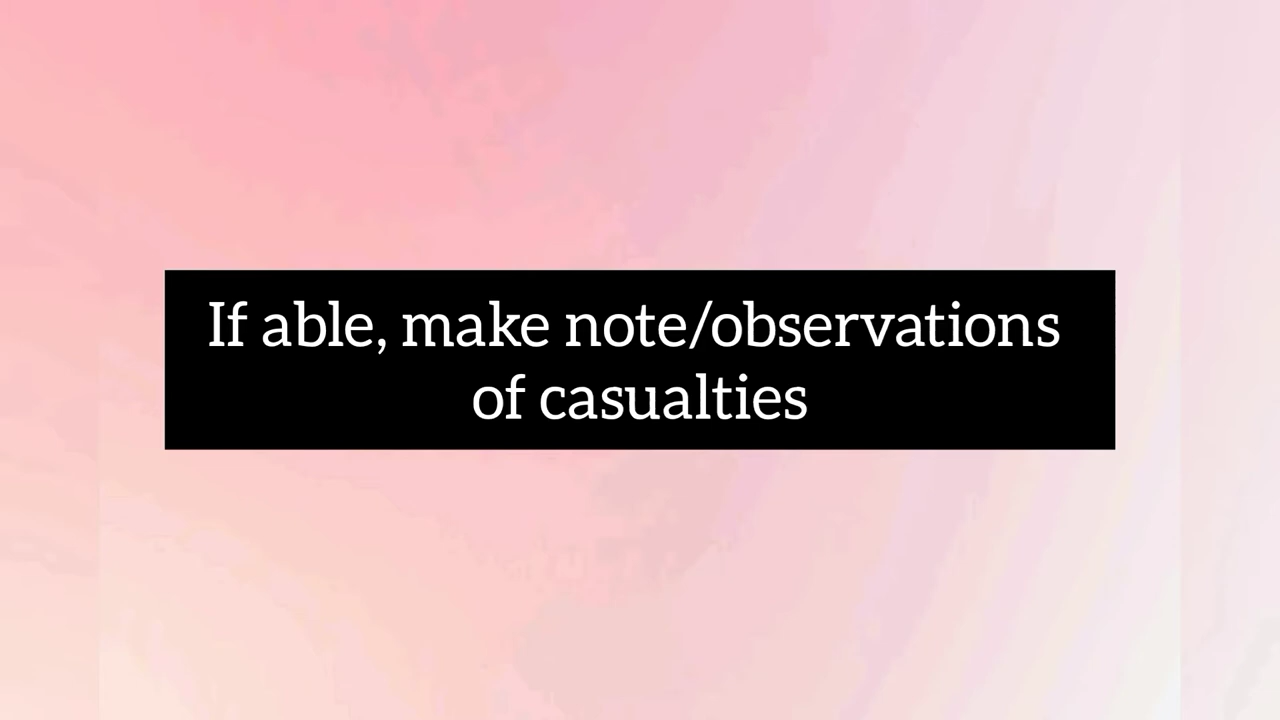 If able, make note/observations
of casualties